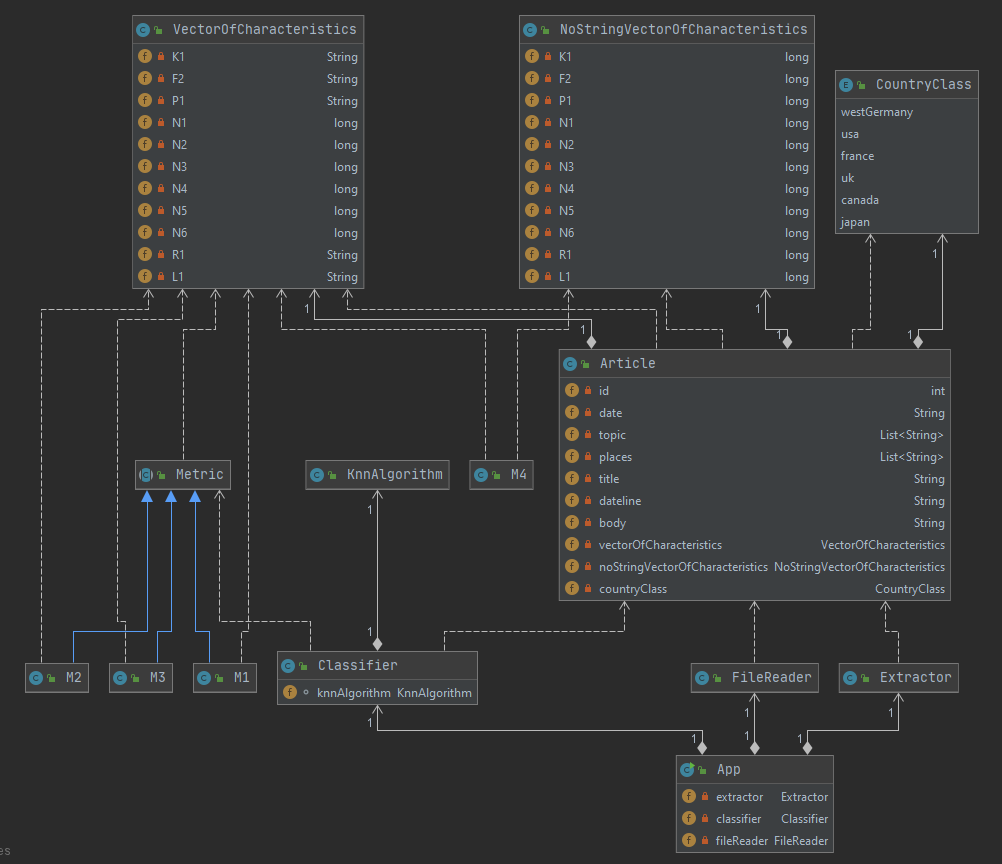 VectorOfCharacteristics
K1 String
F2 String
P1 String
N1 long
N2 long
N3 long
N4 long
N5 long
N6 long
R1 String
L1 String
NoStringVectorOfCharacteristics
K1 long
F2 long
P1 long
N1 long
N2 long
N3 long
N4 long
N5 long
N6 long
R1 long
L1 long
CountryClass
westGermany
usa
france
uk
canada
japan
1
1
1
1
1
1
Article
id int
date String
topic List<String>
places List<String>
title String
dateline String
body String
vectorOfCharacteristics VectorOfCharacteristics
noStringVectorOfCharacteristics NoStringVectorOfCharacteristics
countryClass CountryClass
Metric
KnnAlgorithm
M4
1
1
M2
M3
M1
Classifier
knnAlgorithm KnnAlgorithm
FileReader
Extractor
1
1
1
1
1
1
App
extractor Extractor
classifier Classifier
fileReader FileReader
es